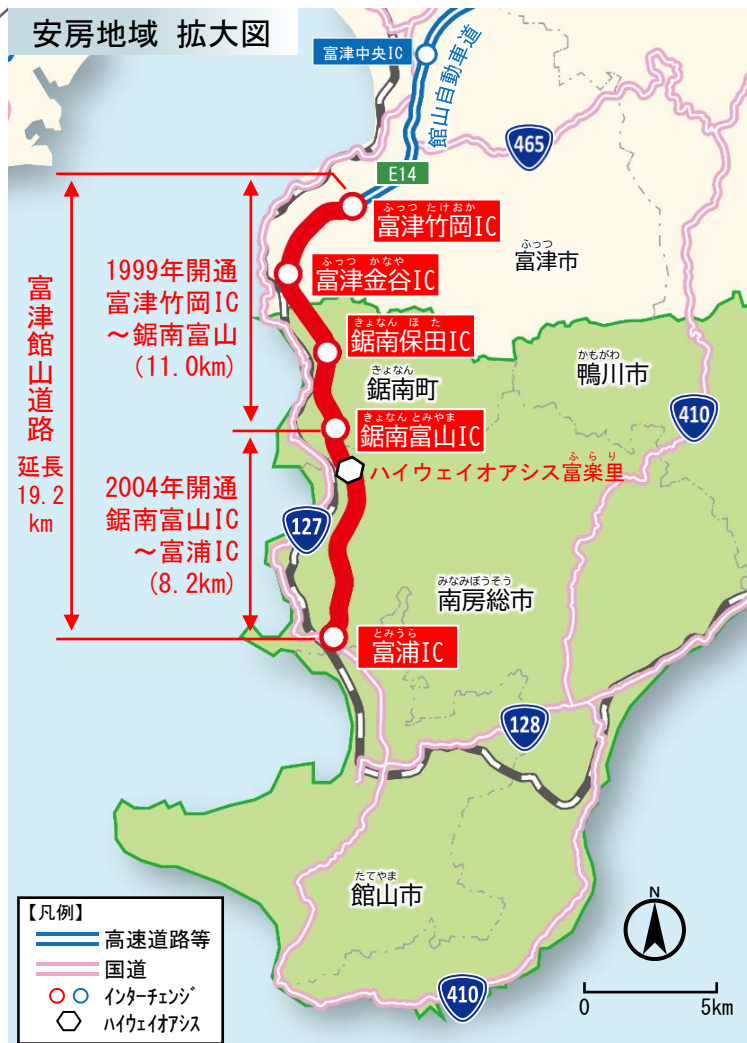 安房地域 拡大図
富津中央IC
館山自動車道
465
E14
ふっつ たけおか
富津竹岡IC
ふっつ
富津市
ふっつ かなや
富津金谷IC
1999年開通
富津竹岡IC
～鋸南富山
(11.0km)
きょなん ほた
鋸南保田IC
きょなん
鋸南町
かもがわ
鴨川市
410
富津館山道路
延長
19.2
km
きょなん とみやま
鋸南富山IC
ふらり
ハイウェイオアシス富楽里
2004年開通
鋸南富山IC
～富浦IC
(8.2km)
127
みなみぼうそう
南房総市
とみうら
富浦IC
128
たてやま
館山市
【凡例】
高速道路等
国道
インターチェンジ
ハイウェイオアシス
410
N
0 5km